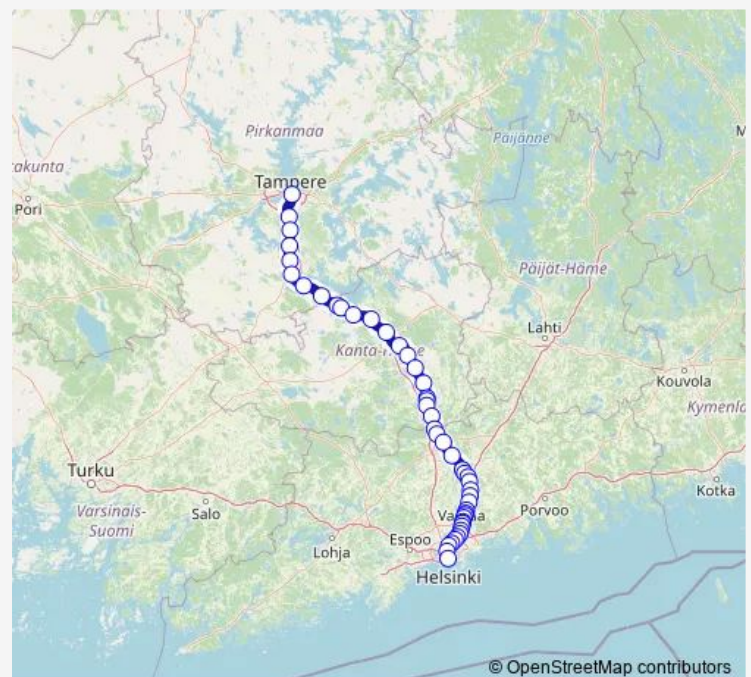 Pirkanmaa
Päijänne
Tampere
Pori
Päijät-Häme
Lahti
Kouvola
Turku
Kotka
Varsinais-
Suomi
Salo
Porvoo
Espoo
Lohja
Helsinki
© OpenStreetMap contributors